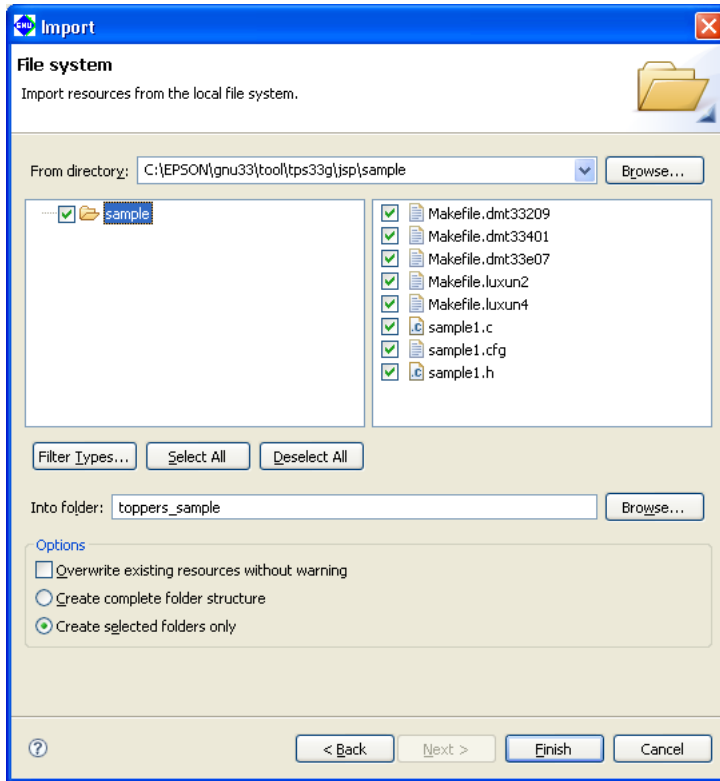 GNU Import
File system
Import resources from the local file system.
From directory: C:\EPSON\gnu33\tool\tps33g\jsp\sample Browse...
sample
Makefile.dmt33209
Makefile.dmt33401
Makefile.dmt33e07
Makefile.luxun2
Makefile.luxun4
.c sample1.c
sample1.cfg
.c sample1.h
Filter Types... Select All Deselect All
Into folder: toppers_sample Browse...
Options
Overwrite existing resources without warning
Create complete folder structure
Create selected folders only
? < Back Next > Finish Cancel